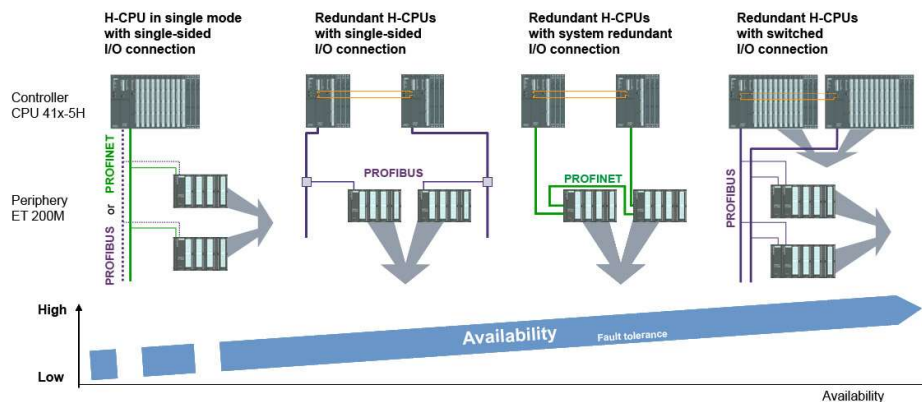 H-CPU in single mode
with single-sided
I/O connection
Redundant H-CPUs
with single-sided
I/O connection
Redundant H-CPUs
with system redundant
I/O connection
Redundant H-CPUs
with switched
I/O connection
Controller
CPU 41x-5H
Periphery
ET 200M
PROFIBUS or PROFINET
PROFIBUS
PROFINET
PROFIBUS
High
Low
Availability
Fault tolerance
Availability